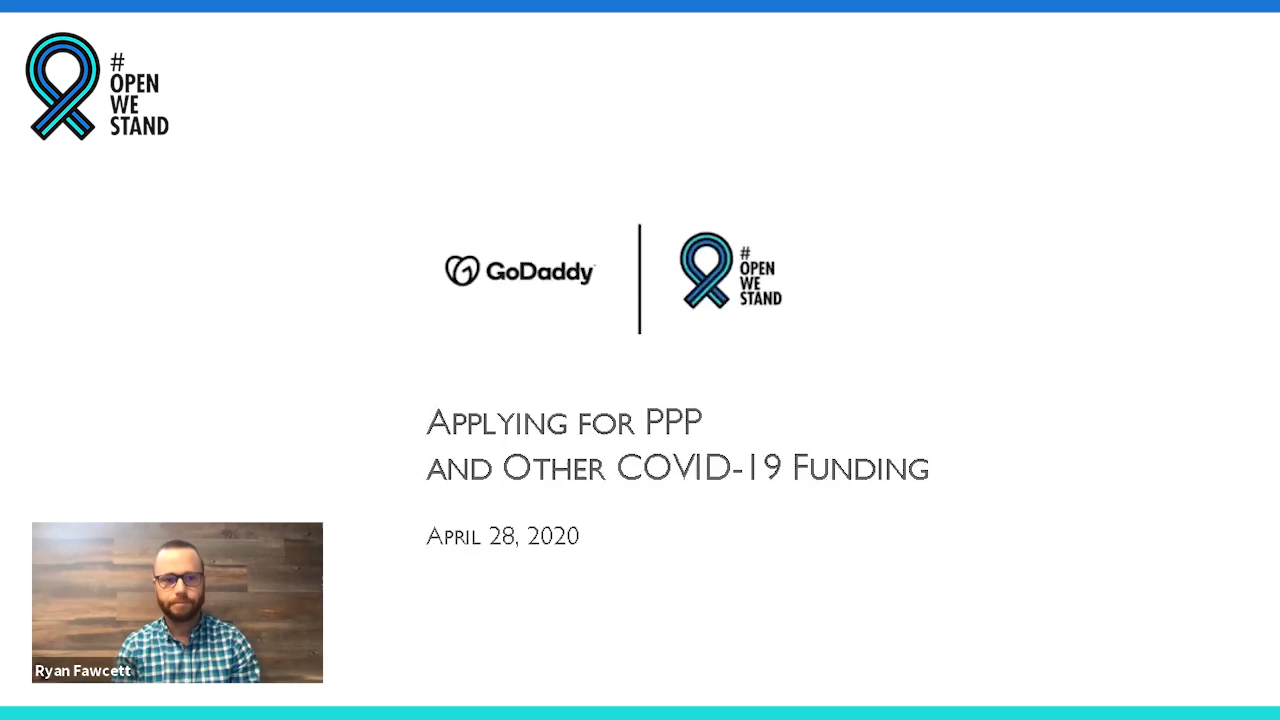 #
OPEN
WE
STAND
GoDaddy
#
OPEN
WE
STAND
Applying for PPP
and Other COVID-19 Funding
April 28, 2020
Ryan Fawcett